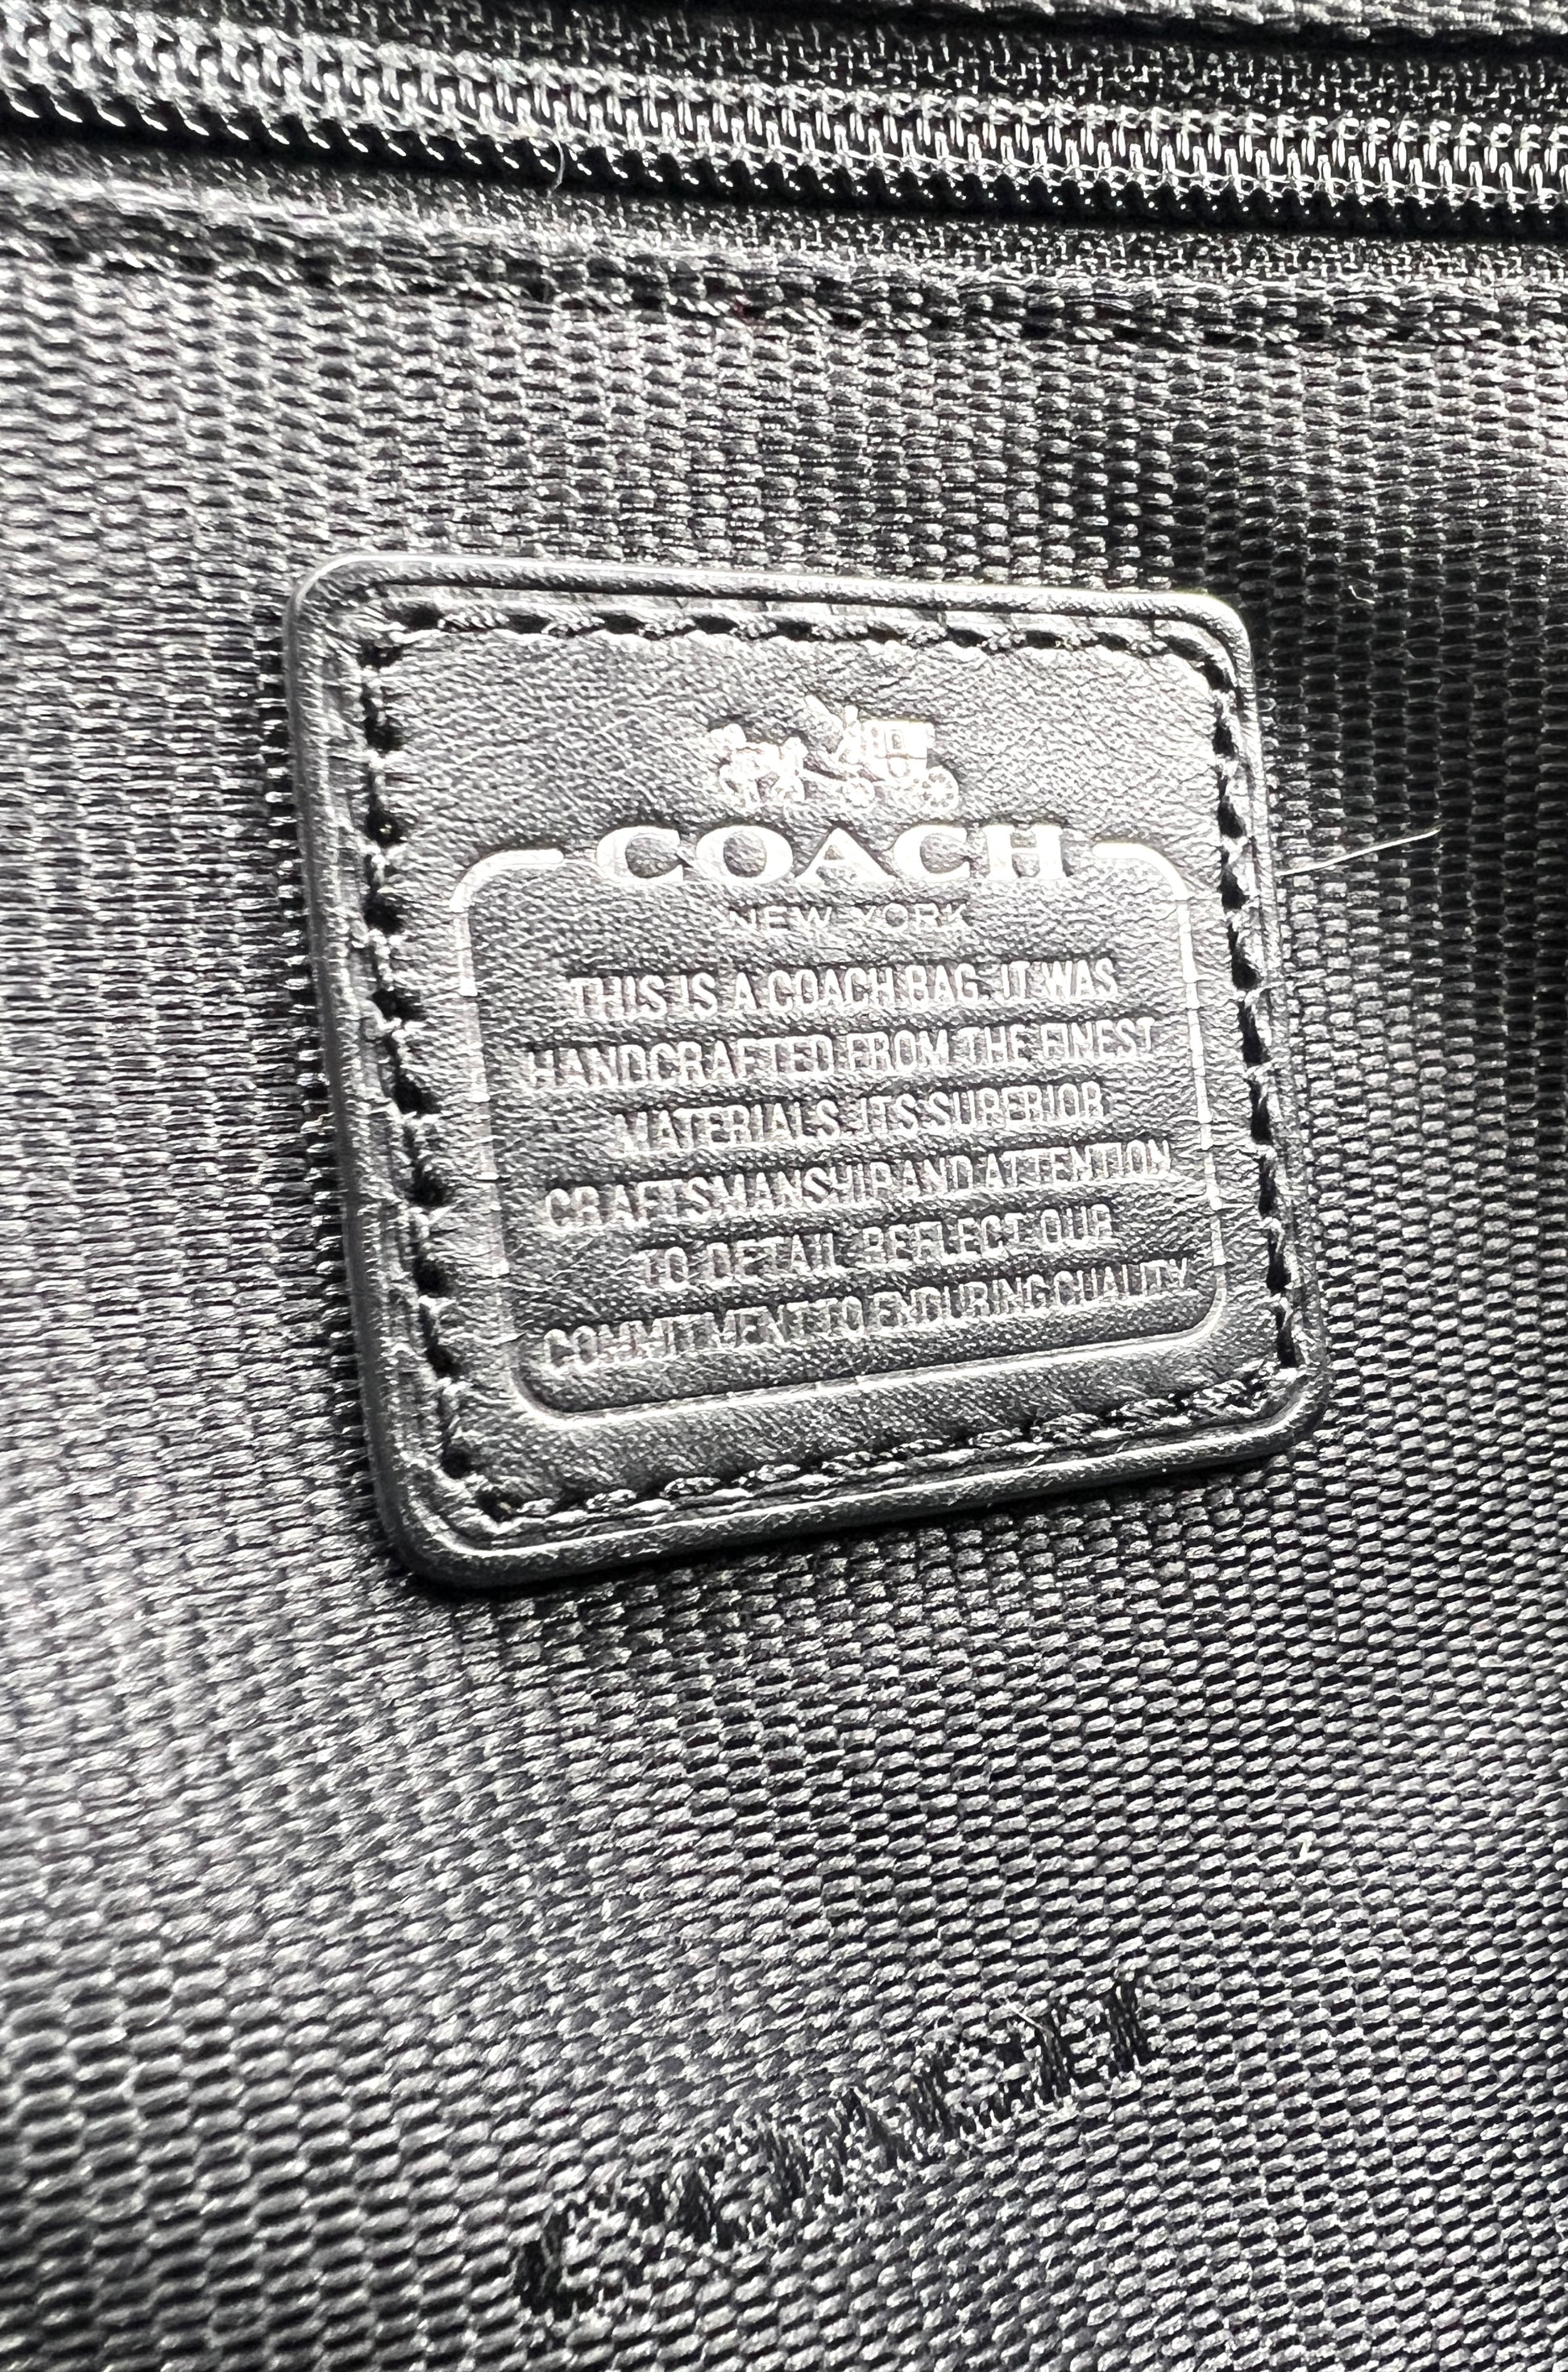 COACH
NEW YORK
THIS IS A COACH BAG. IT WAS
HANDCRAFTED FROM THE FINEST
MATERIALS. ITS SUPERIOR
CRAFTSMANSHIP AND ATTENTION
TO DETAIL REFLECT OUR
COMMITMENT TO ENDURING QUALITY